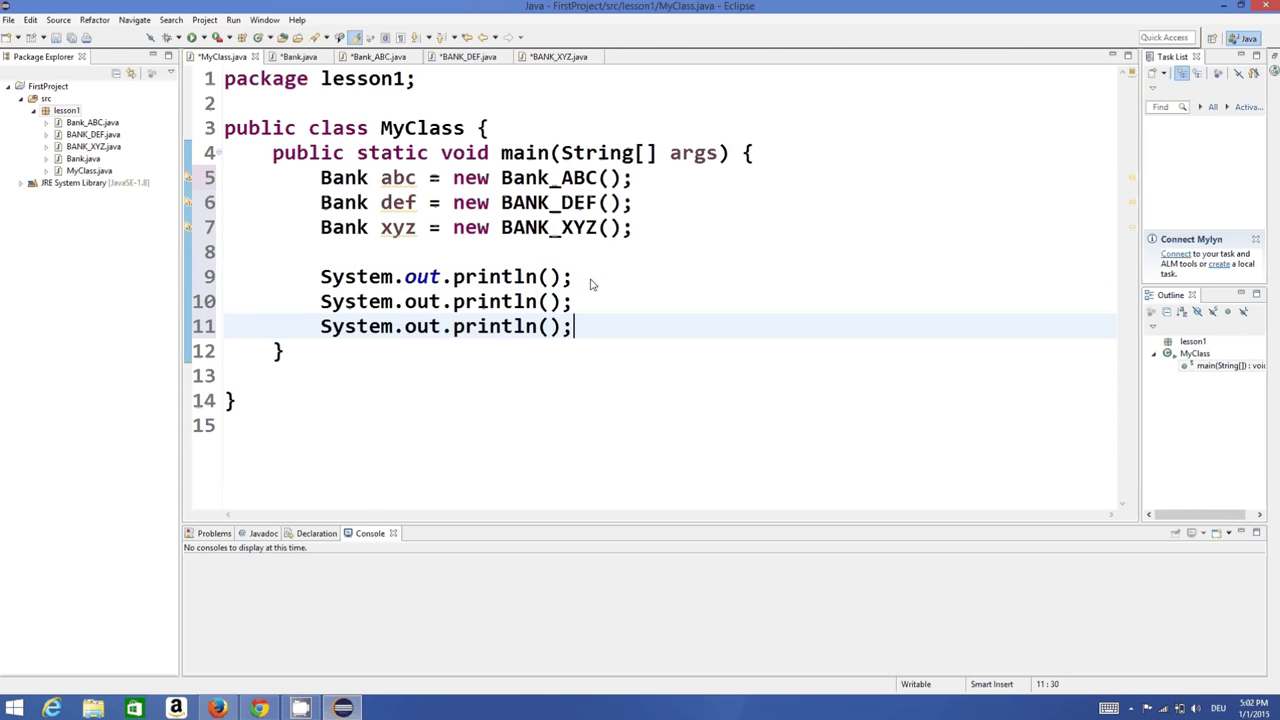 Java - FirstProject/src/lesson1/MyClass.java - Eclipse
File Edit Source Refactor Navigate Search Project Run Window Help
Quick Access
Java
Package Explorer
*MyClass.java
*Bank.java
*Bank_ABC.java
*BANK_DEF.java
*BANK_XYZ.java
Task List
FirstProject
src
lesson1
Bank_ABC.java
BANK_DEF.java
BANK_XYZ.java
Bank.java
MyClass.java
JRE System Library [JavaSE-1.8]
1 package lesson1;
2
3 public class MyClass {
4 public static void main(String[] args) {
5 Bank abc = new Bank_ABC();
6 Bank def = new BANK_DEF();
7 Bank xyz = new BANK_XYZ();
8
9 System.out.println();
10 System.out.println();
11 System.out.println();
12 }
13
14 }
15
Find All Activa...
Connect Mylyn
Connect to your task and
ALM tools or create a local
task.
Outline
lesson1
MyClass
main(String[]) : void
Problems Javadoc Declaration Console
No consoles to display at this time.
Writable Smart Insert 11 : 30
DEU
5:02 PM
1/1/2015